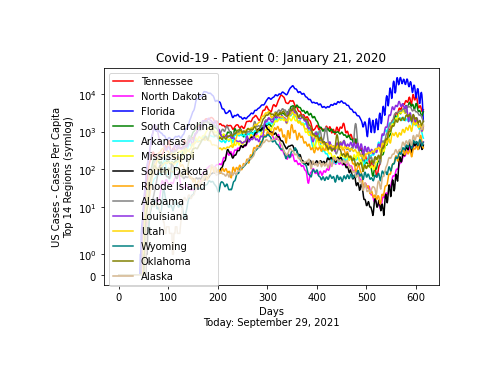 Covid-19 - Patient 0: January 21, 2020
US Cases - Cases Per Capita
Top 14 Regions (symlog)
10⁴
10³
10²
10¹
10⁰
0
Tennessee
North Dakota
Florida
South Carolina
Arkansas
Mississippi
South Dakota
Rhode Island
Alabama
Louisiana
Utah
Wyoming
Oklahoma
Alaska
0 100 200 300 400 500 600
Days
Today: September 29, 2021